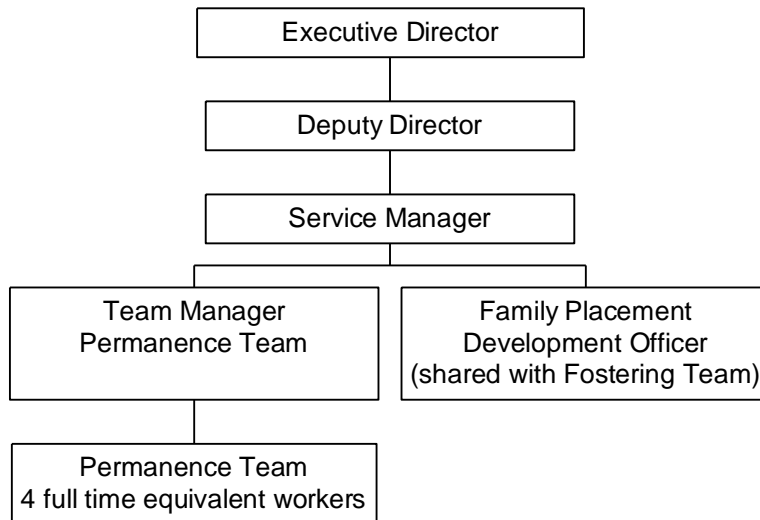 Executive Director
Deputy Director
Service Manager
Team Manager
Permanence Team
Family Placement
Development Officer
(shared with Fostering Team)
Permanence Team
4 full time equivalent workers